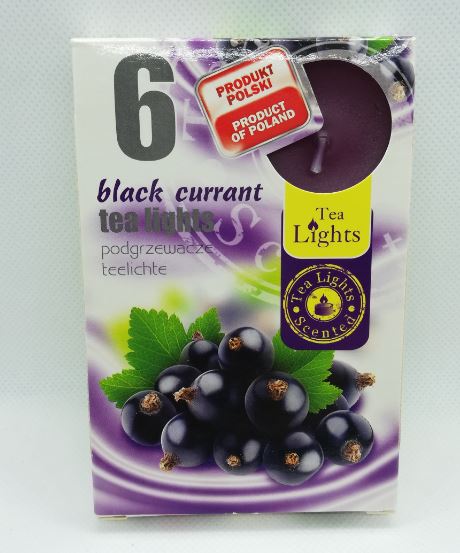 6
PRODUKT
POLSKI
PRODUCT
OF POLAND
black currant
tea lights
podgrzewacze
teelichte
Tea
Lights
Tea Lights
Scented